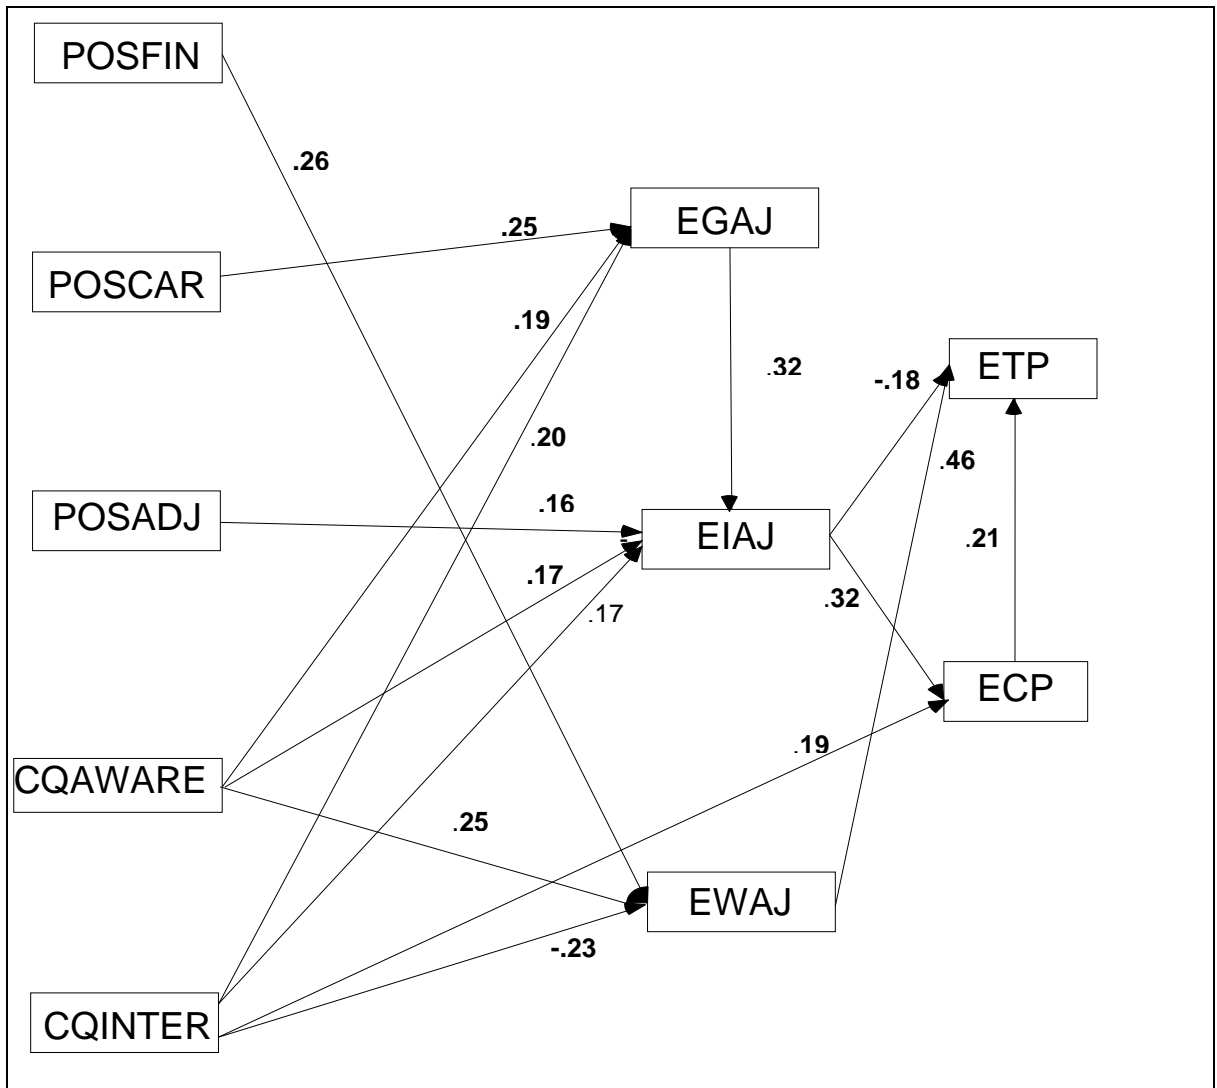 POSFIN
.26
EGAJ
.25
POSCAR
.19
.32
ETP
-.18
.20
.46
POSADJ
.16
EIAJ
.21
.17
.32
.17
ECP
.19
CQAWARE
.25
EWAJ
-.23
CQINTER